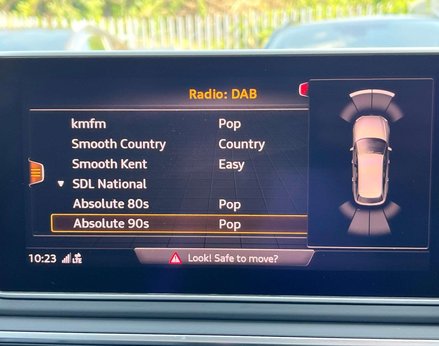 Radio: DAB
kmfm Pop
Smooth Country Country
Smooth Kent Easy
SDL National
Absolute 80s Pop
Absolute 90s Pop
10:23 LTE Look! Safe to move?